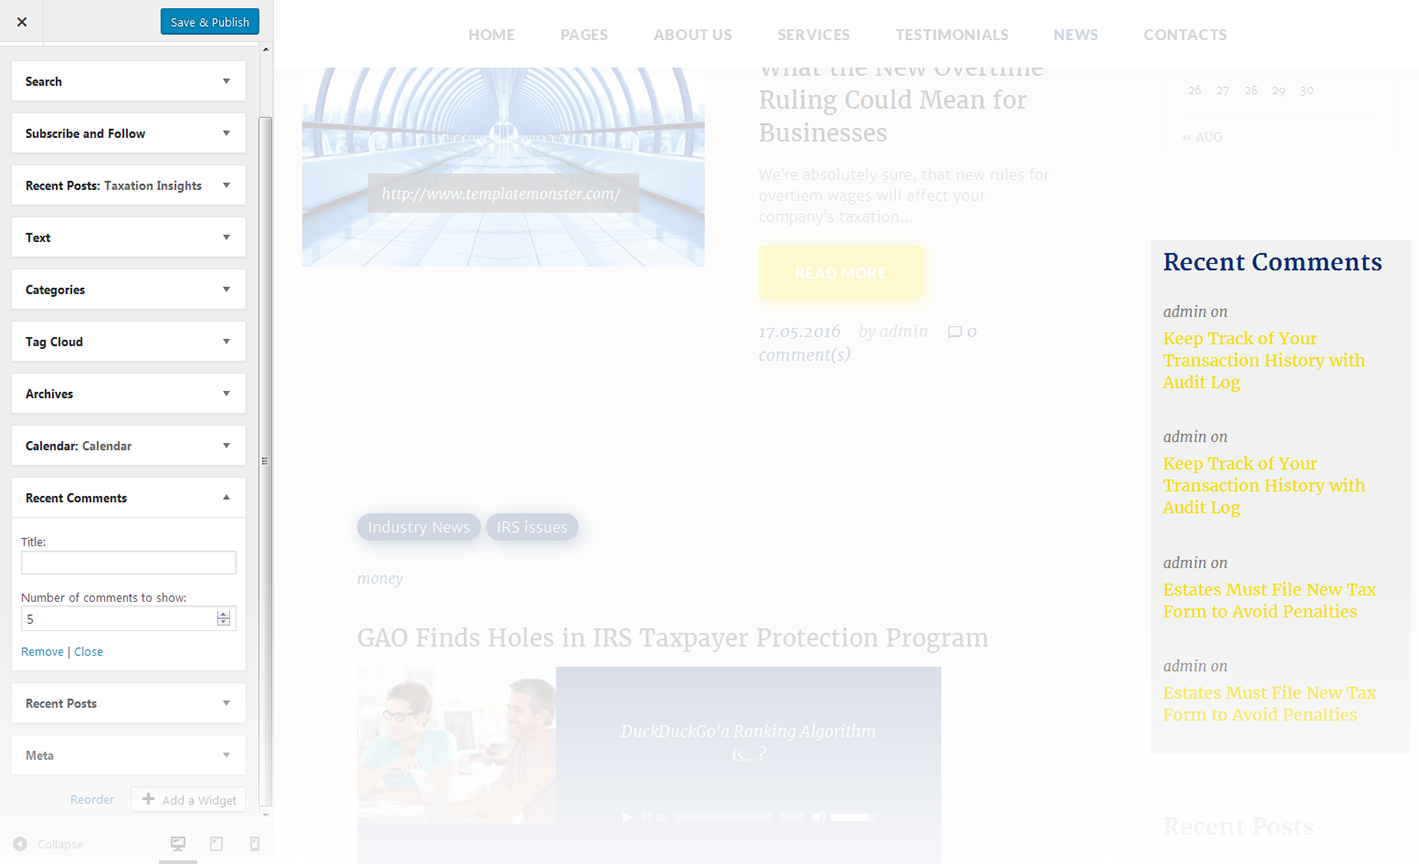 Save & Publish
Search
Subscribe and Follow
Recent Posts: Taxation Insights
Text
Categories
Tag Cloud
Archives
Calendar: Calendar
Recent Comments
Title:
Number of comments to show:
5
Remove | Close
Recent Posts
Meta
Reorder
Add a Widget
Collapse
HOME PAGES ABOUT US SERVICES TESTIMONIALS NEWS CONTACTS
http://www.templatemonster.com/
What the New Overtime
Ruling Could Mean for
Businesses
We're absolutely sure, that new rules for
overtiem wages will affect your
company's taxation...
READ MORE
17.05.2016 by admin 0
comment(s)
Industry News IRS issues
money
GAO Finds Holes in IRS Taxpayer Protection Program
DuckDuckGo'a Ranking Algorithm
is...?
00:00 00:00
26 27 28 29 30
« AUG
Recent Comments
admin on
Keep Track of Your
Transaction History with
Audit Log
admin on
Keep Track of Your
Transaction History with
Audit Log
admin on
Estates Must File New Tax
Form to Avoid Penalties
admin on
Estates Must File New Tax
Form to Avoid Penalties
Recent Posts